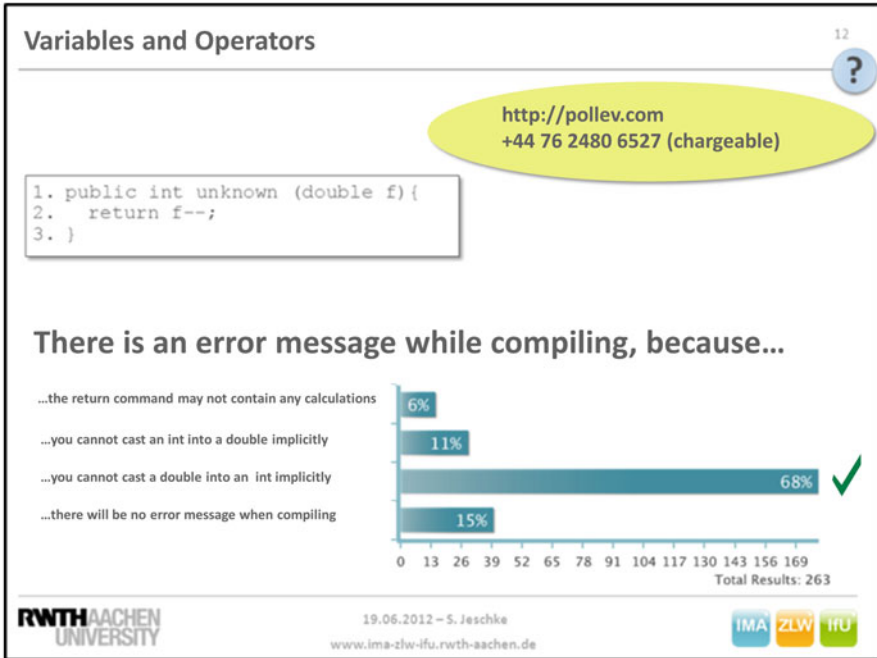 Variables and Operators
12
?
http://pollev.com
+44 76 2480 6527 (chargeable)
1. public int unknown (double f){
2.   return f--;
3. }
There is an error message while compiling, because...
...the return command may not contain any calculations
6%
...you cannot cast an int into a double implicitly
11%
...you cannot cast a double into an  int implicitly
68%
...there will be no error message when compiling
15%
0 13 26 39 52 65 78 91 104 117 130 143 156 169
Total Results: 263
RWTHAACHEN
UNIVERSITY
19.06.2012 – S. Jeschke
www.ima-zlw-ifu.rwth-aachen.de
IMA ZLW IfU